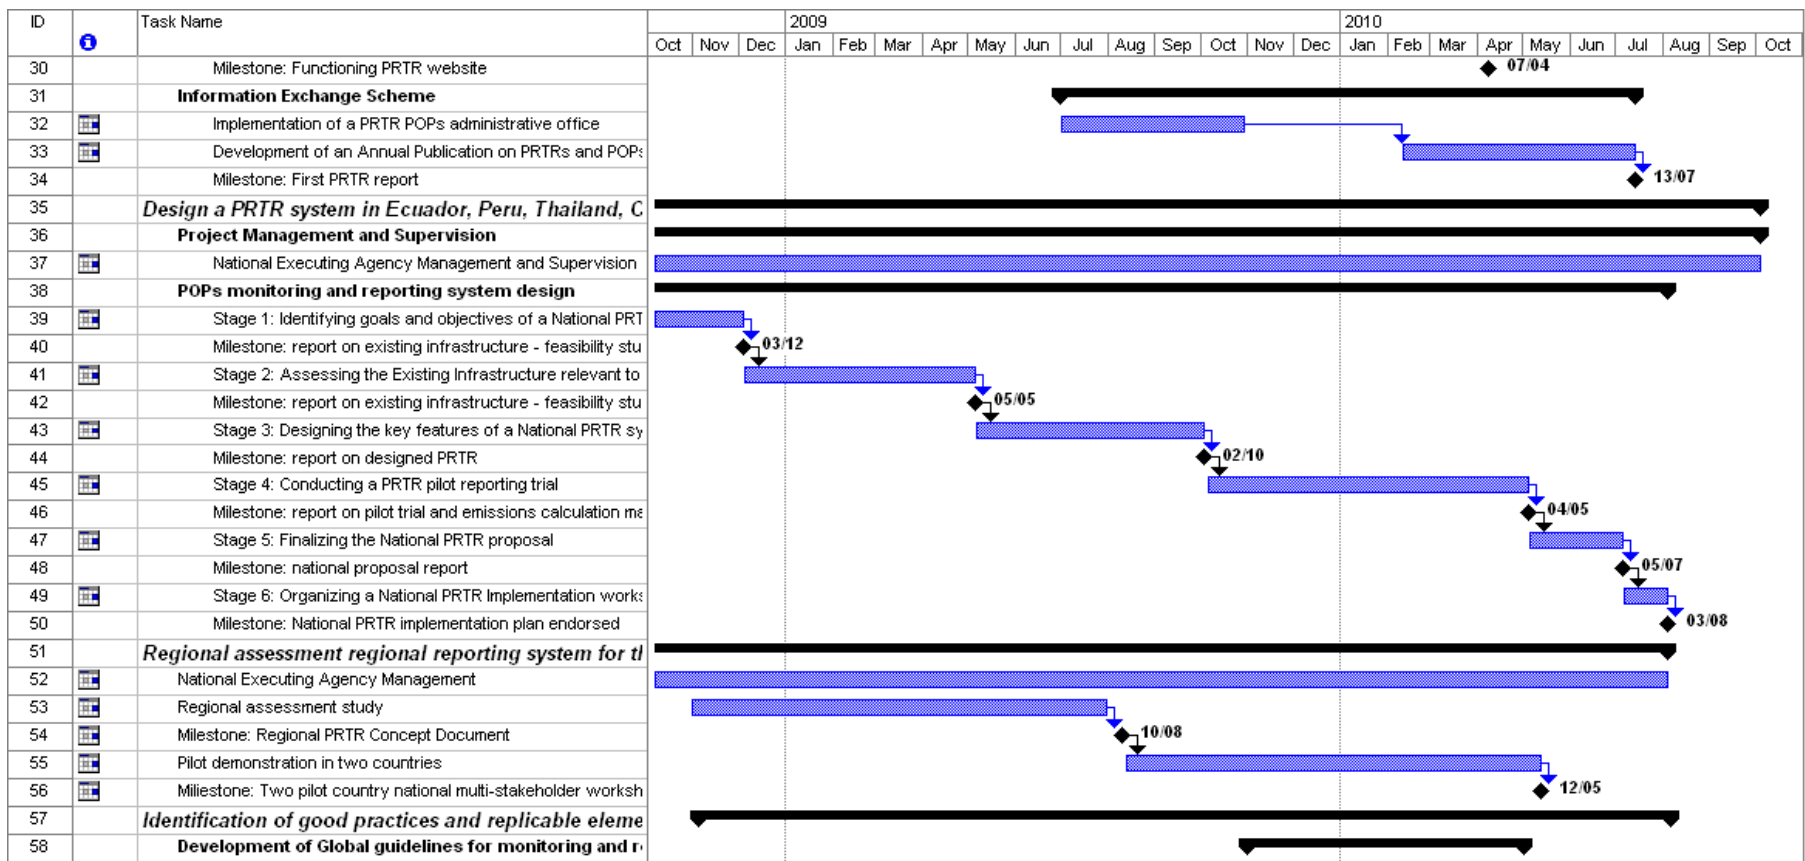 ID Task Name 2009 2010
Oct Nov Dec Jan Feb Mar Apr May Jun Jul Aug Sep Oct Nov Dec Jan Feb Mar Apr May Jun Jul Aug Sep Oct
30 Milestone: Functioning PRTR website 07/04
31 Information Exchange Scheme
32 Implementation of a PRTR POPs administrative office
33 Development of an Annual Publication on PRTRs and POPs
34 Milestone: First PRTR report 13/07
35 Design a PRTR system in Ecuador, Peru, Thailand, C
36 Project Management and Supervision
37 National Executing Agency Management and Supervision
38 POPs monitoring and reporting system design
39 Stage 1: Identifying goals and objectives of a National PRT
40 Milestone: report on existing infrastructure - feasibility stu 03/12
41 Stage 2: Assessing the Existing Infrastructure relevant to
42 Milestone: report on existing infrastructure - feasibility stu 05/05
43 Stage 3: Designing the key features of a National PRTR sy
44 Milestone: report on designed PRTR 02/10
45 Stage 4: Conducting a PRTR pilot reporting trial
46 Milestone: report on pilot trial and emissions calculation me 04/05
47 Stage 5: Finalizing the National PRTR proposal
48 Milestone: national proposal report 05/07
49 Stage 6: Organizing a National PRTR Implementation works
50 Milestone: National PRTR implementation plan endorsed 03/08
51 Regional assessment regional reporting system for th
52 National Executing Agency Management
53 Regional assessment study
54 Milestone: Regional PRTR Concept Document 10/08
55 Pilot demonstration in two countries
56 Miliestone: Two pilot country national multi-stakeholder worksh 12/05
57 Identification of good practices and replicable eleme
58 Development of Global guidelines for monitoring and r